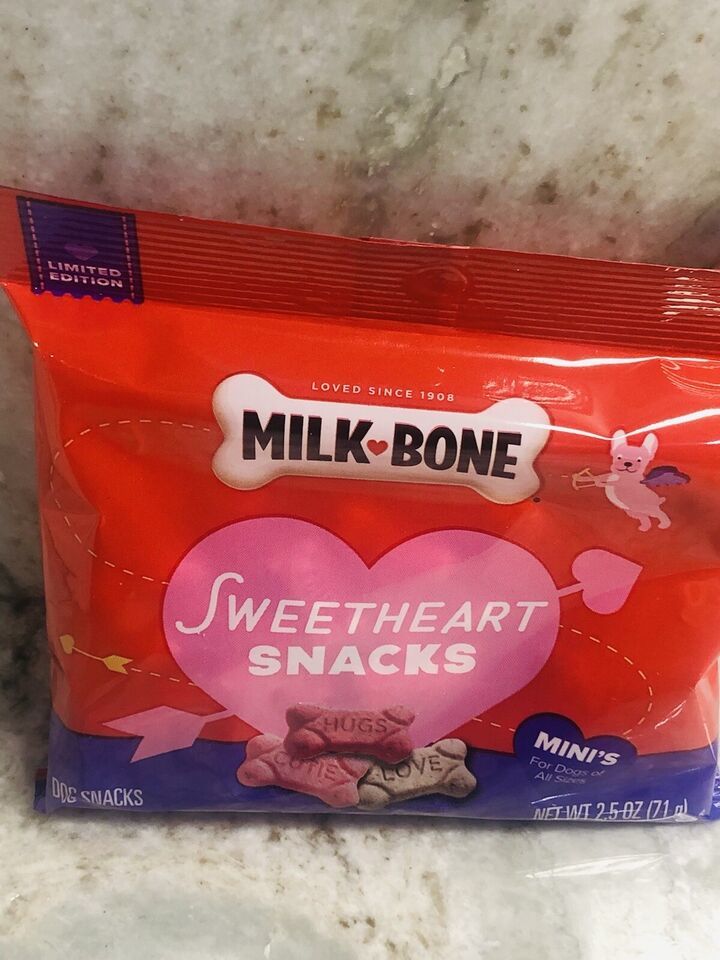 LIMITED
EDITION
LOVED SINCE 1908
MILK BONE
SWEETHEART
SNACKS
HUGS
CUTIE
LOVE
MINI'S
For Dogs of
All Sizes
DOG SNACKS
NET WT 2.5 OZ (71 g)